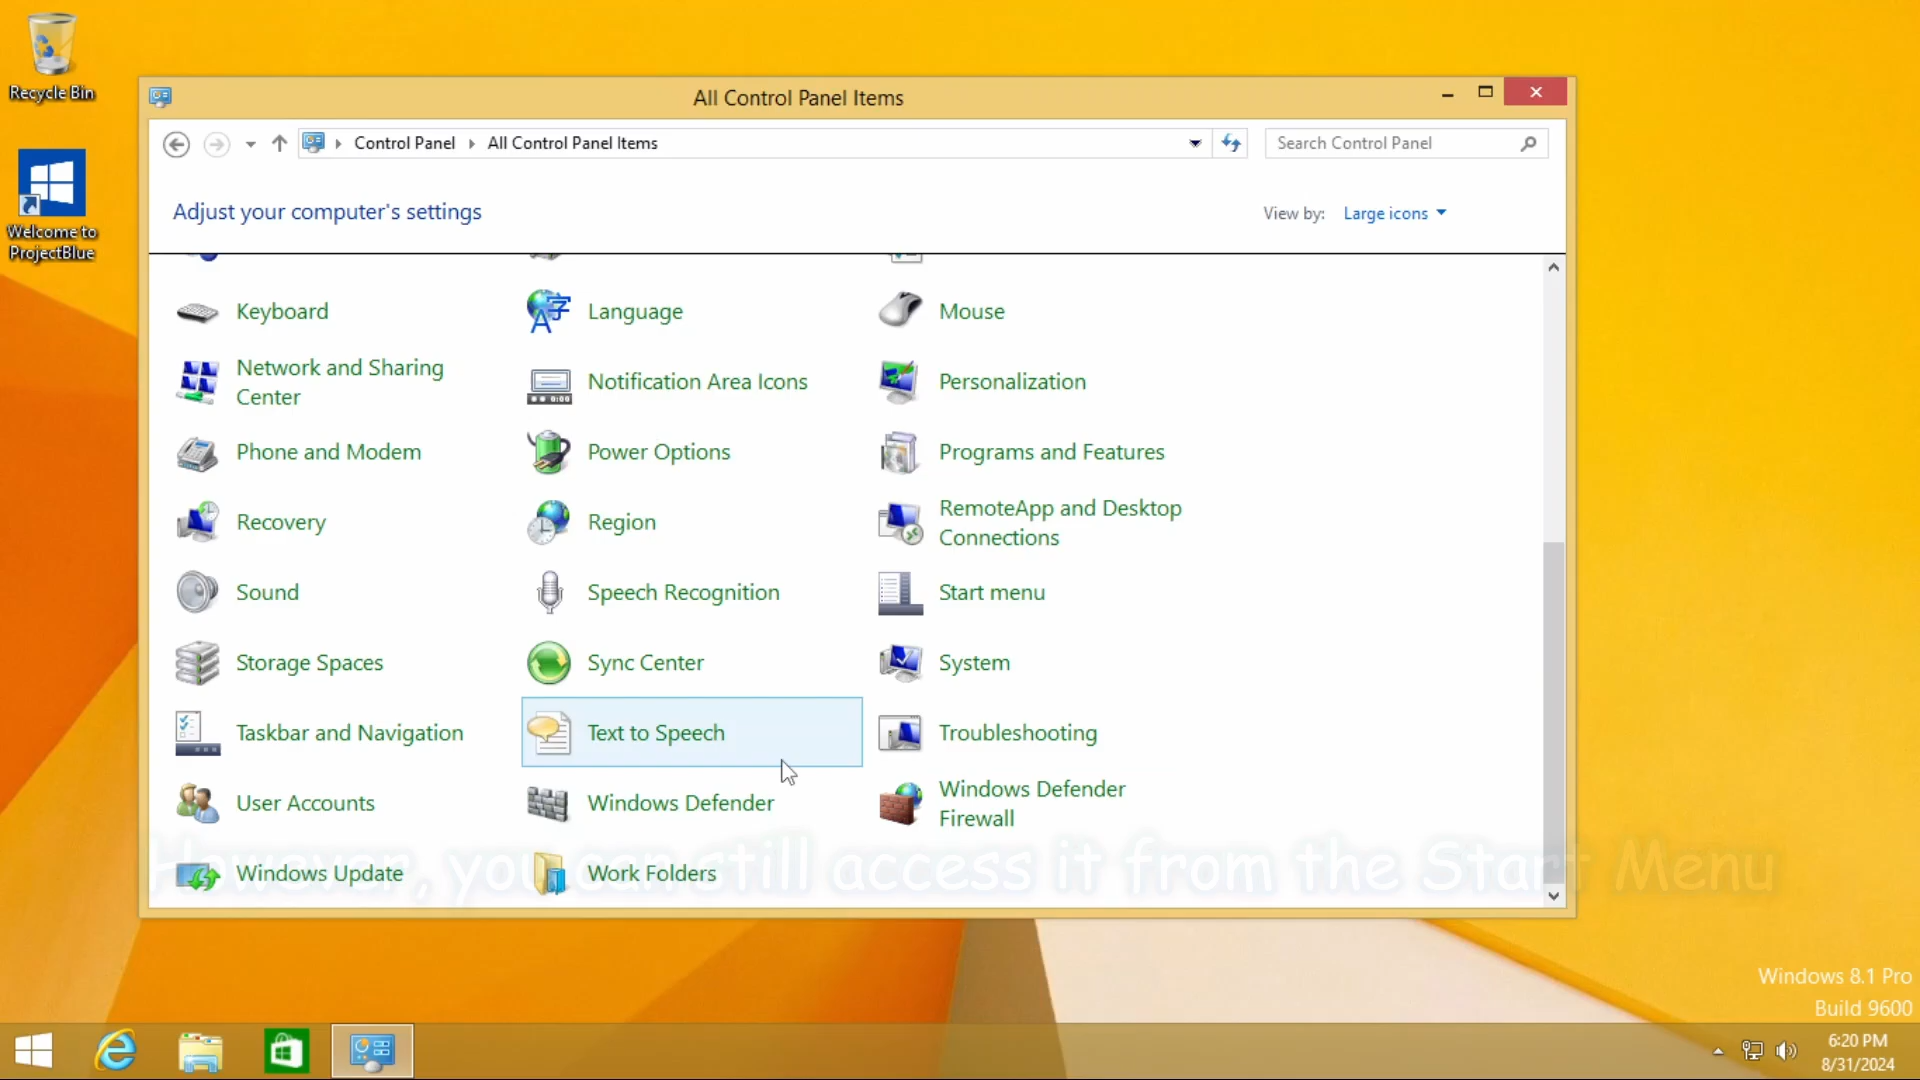 Recycle Bin
Welcome to
ProjectBlue
All Control Panel Items
Control Panel
All Control Panel Items
Search Control Panel
Adjust your computer's settings
View by:
Large icons
Keyboard
Language
Mouse
Network and Sharing
Center
Notification Area Icons
Personalization
Phone and Modem
Power Options
Programs and Features
Recovery
Region
RemoteApp and Desktop
Connections
Sound
Speech Recognition
Start menu
Storage Spaces
Sync Center
System
Taskbar and Navigation
Text to Speech
Troubleshooting
User Accounts
Windows Defender
Windows Defender
Firewall
However, you can still access it from the Start Menu
Windows Update
Work Folders
Windows 8.1 Pro
Build 9600
6:20 PM
8/31/2024